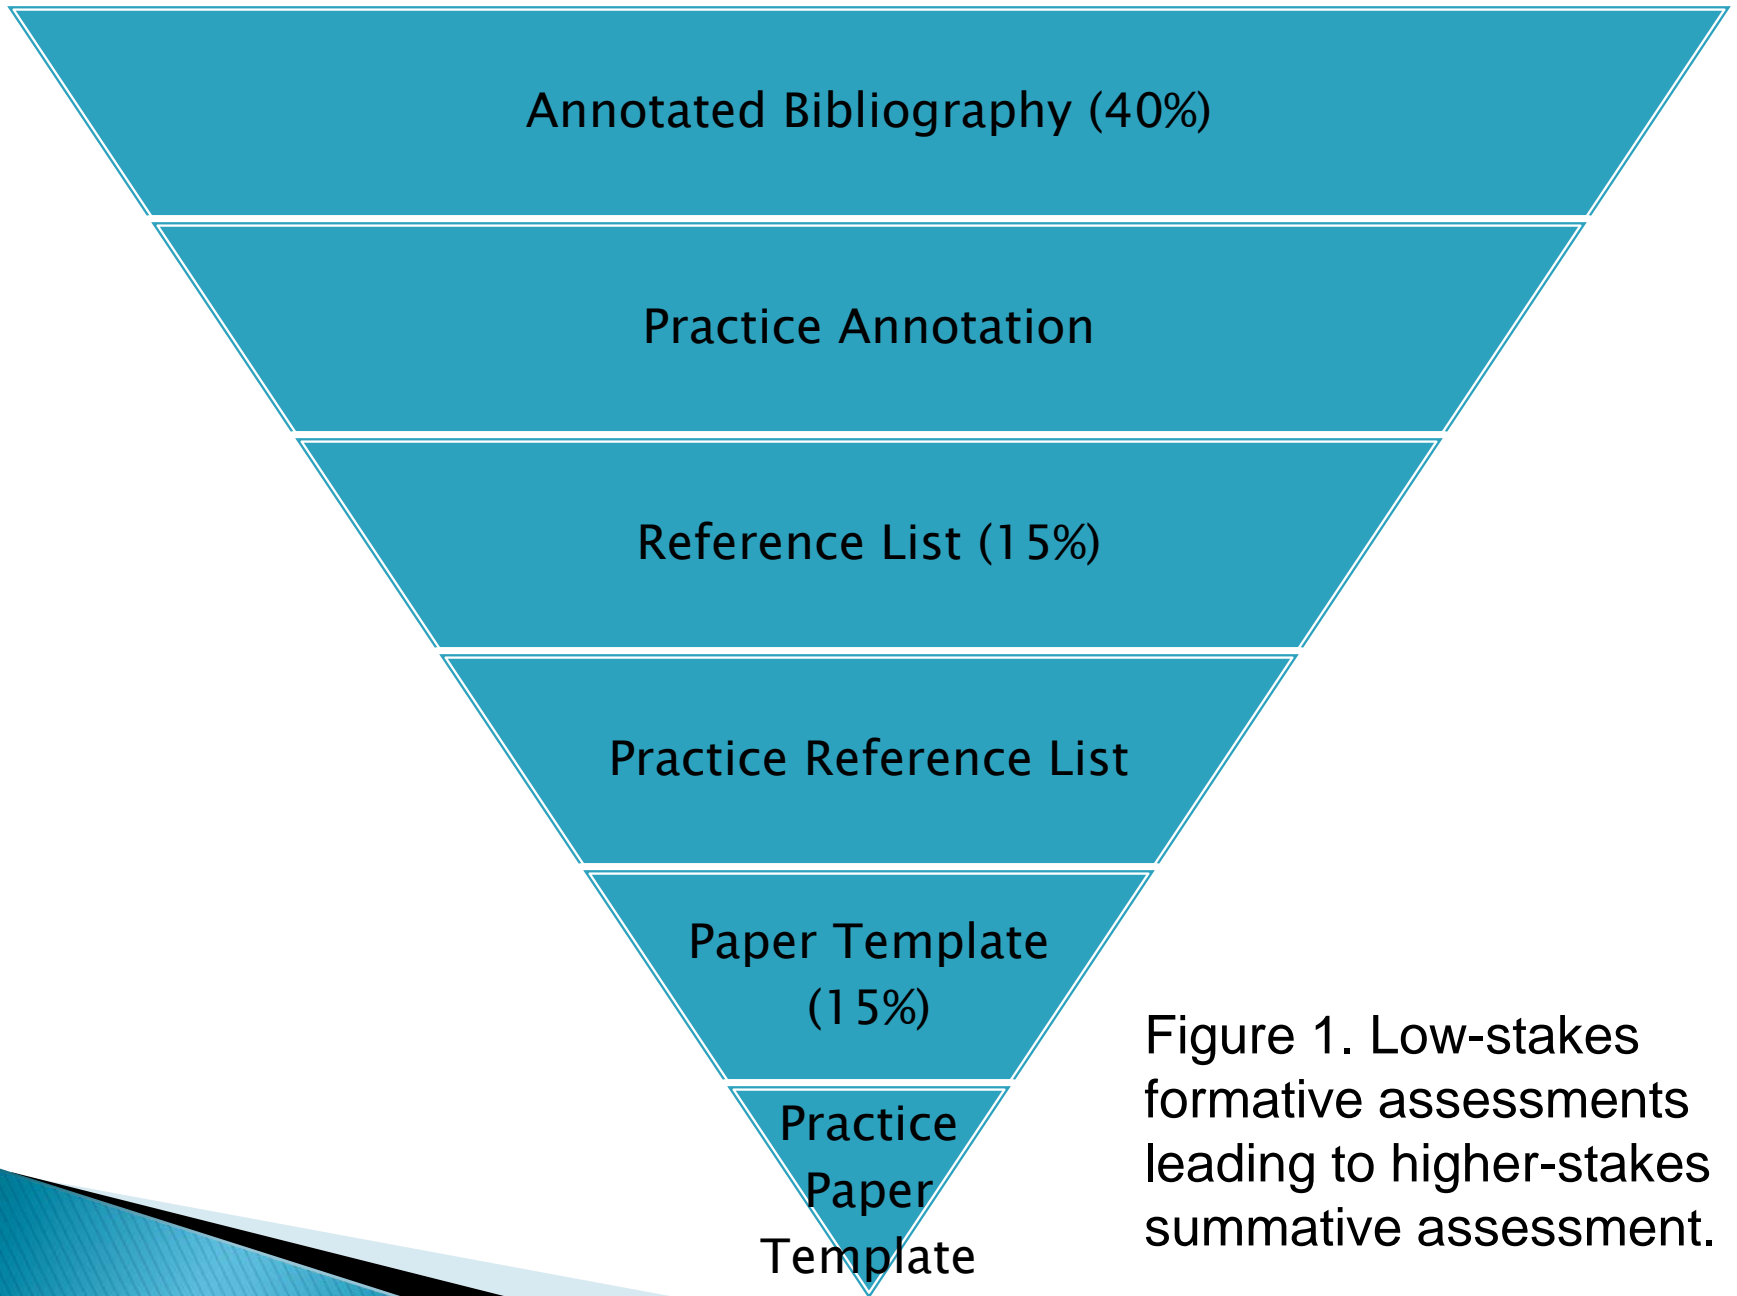 Annotated Bibliography (40%)
Practice Annotation
Reference List (15%)
Practice Reference List
Paper Template
(15%)
Practice
Paper
Template
Figure 1. Low-stakes
formative assessments
leading to higher-stakes
summative assessment.